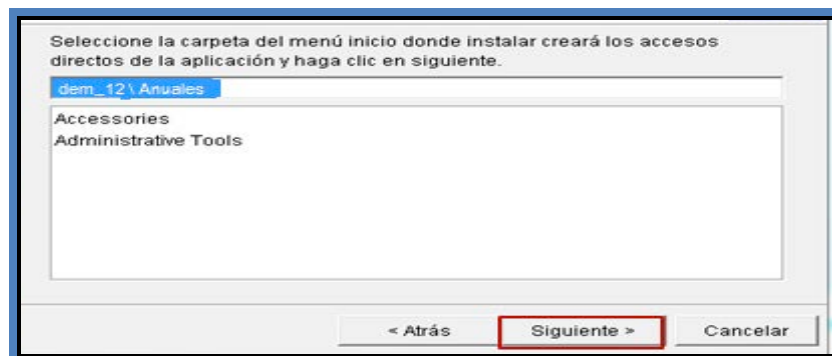 Seleccione la carpeta del menú inicio donde instalar creará los accesos
directos de la aplicación y haga clic en siguiente.
dem_12 \ Anuales
Accessories
Administrative Tools
< Atrás Siguiente > Cancelar